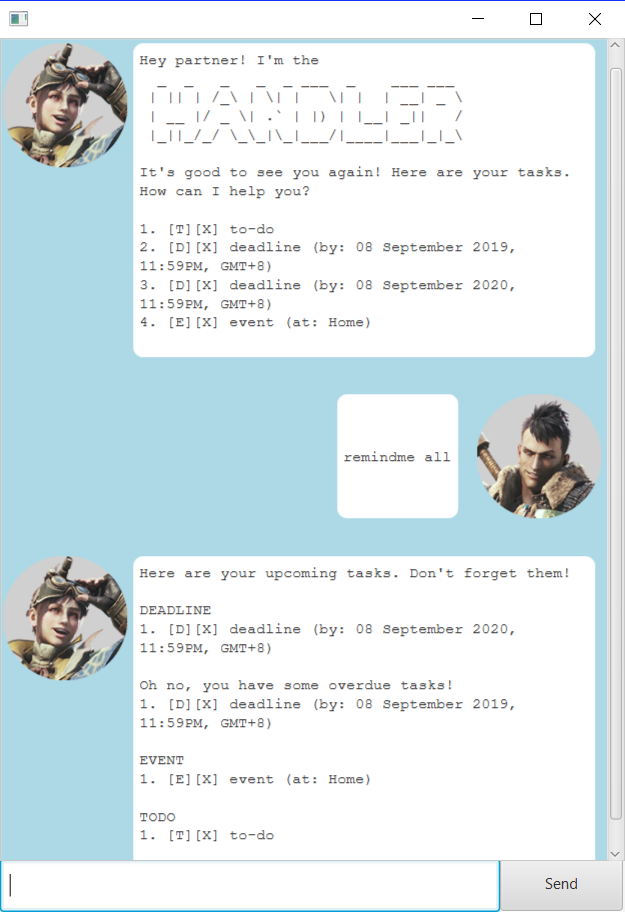 Hey partner! I'm the
HANDLER
It's good to see you again! Here are your tasks.
How can I help you?
1. [T][X] to-do
2. [D][X] deadline (by: 08 September 2019,
11:59PM, GMT+8)
3. [D][X] deadline (by: 08 September 2020,
11:59PM, GMT+8)
4. [E][X] event (at: Home)
remindme all
Here are your upcoming tasks. Don't forget them!
DEADLINE
1. [D][X] deadline (by: 08 September 2020,
11:59PM, GMT+8)
Oh no, you have some overdue tasks!
1. [D][X] deadline (by: 08 September 2019,
11:59PM, GMT+8)
EVENT
1. [E][X] event (at: Home)
TODO
1. [T][X] to-do
Send